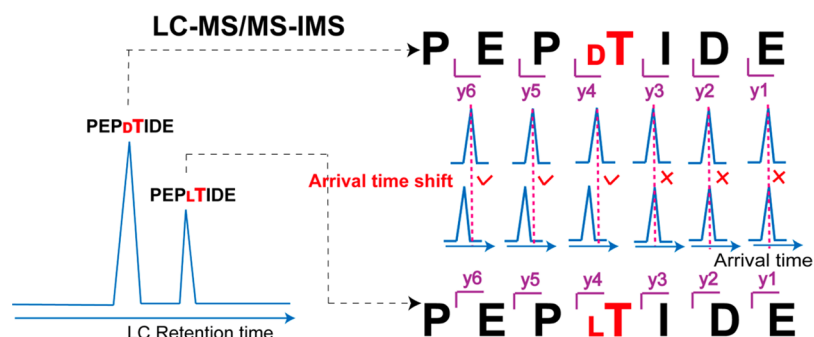 LC-MS/MS-IMS
P E P DT I D E
y6 y5 y4 y3 y2 y1
PEPDTIDE
PEPLTIDE
Arrival time shift
Arrival time
y6 y5 y4 y3 y2 y1
P E P LT I D E
LC Retention time